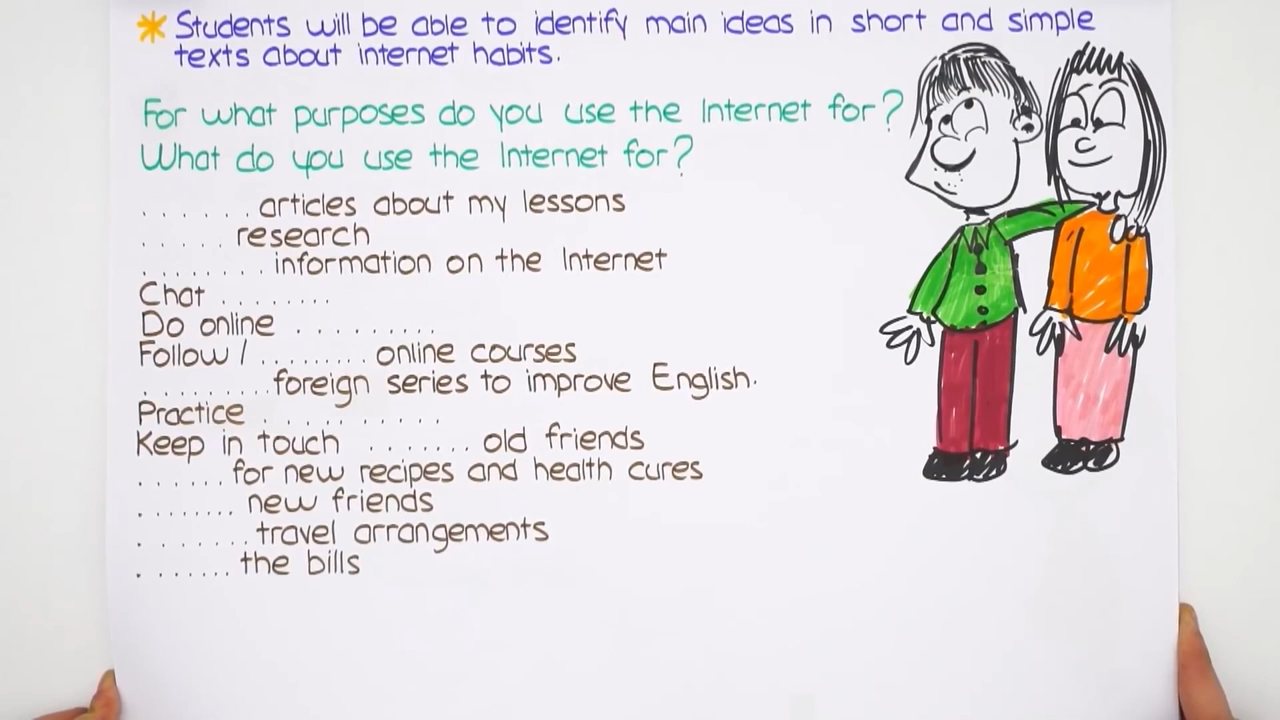 * Students will be able to identify main ideas in short and simple
texts about internet habits.
For what purposes do you use the Internet for?
What do you use the Internet for?
. . . . . . articles about my lessons
. . . . . research
. . . . . . . . information on the Internet
Chat . . . . . . . .
Do online . . . . . . . . .
Follow / . . . . . . . . . online courses
. . . . . . . . . foreign series to improve English.
Practice . . . . . . . . . .
Keep in touch . . . . . . . old friends
. . . . . . for new recipes and health cures
. . . . . . . . new friends
. . . . . . . travel arrangements
. . . . . . . the bills